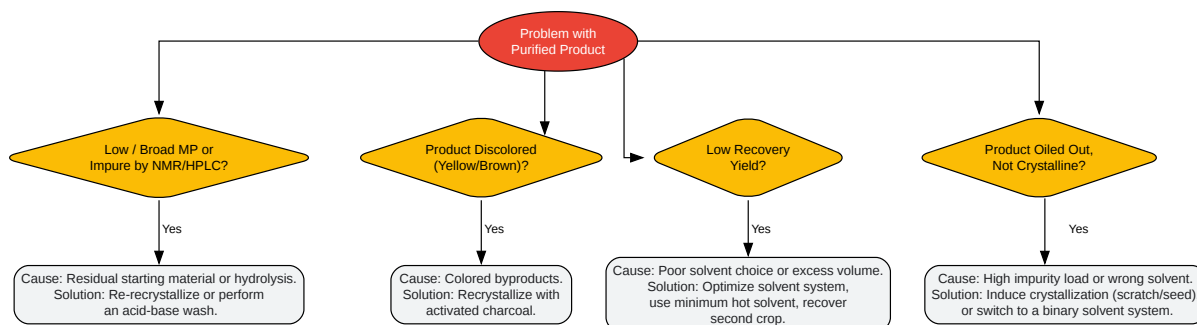 Problem with
Purified Product
Low / Broad MP or
Impure by NMR/HPLC?
Product Discolored
(Yellow/Brown)?
Low Recovery
Yield?
Product Oiled Out,
Not Crystalline?
Yes
Yes
Yes
Yes
Cause: Residual starting material or hydrolysis.
Solution: Re-recrystallize or perform
an acid-base wash.
Cause: Colored byproducts.
Solution: Recrystallize with
activated charcoal.
Cause: Poor solvent choice or excess volume.
Solution: Optimize solvent system,
use minimum hot solvent, recover
second crop.
Cause: High impurity load or wrong solvent.
Solution: Induce crystallization (scratch/seed)
or switch to a binary solvent system.